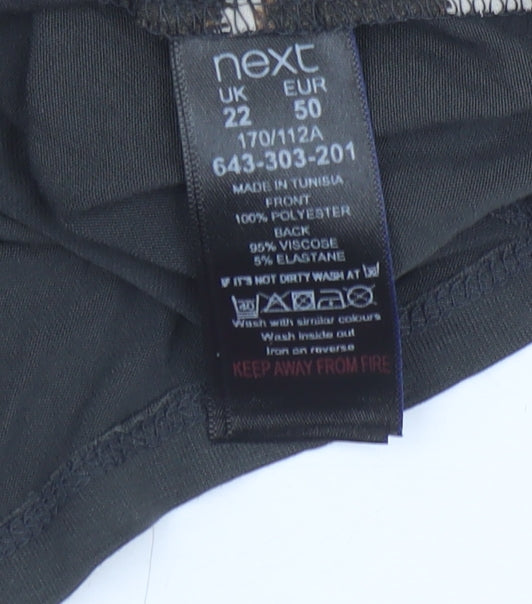 next
UK EUR
22 50
170/112A
643-303-201
MADE IN TUNISIA
FRONT
100% POLYESTER
BACK
95% VISCOSE
5% ELASTANE
IF IT'S NOT DIRTY WASH AT
40
Wash with similar colours
Wash inside out
Iron on reverse
KEEP AWAY FROM FIRE